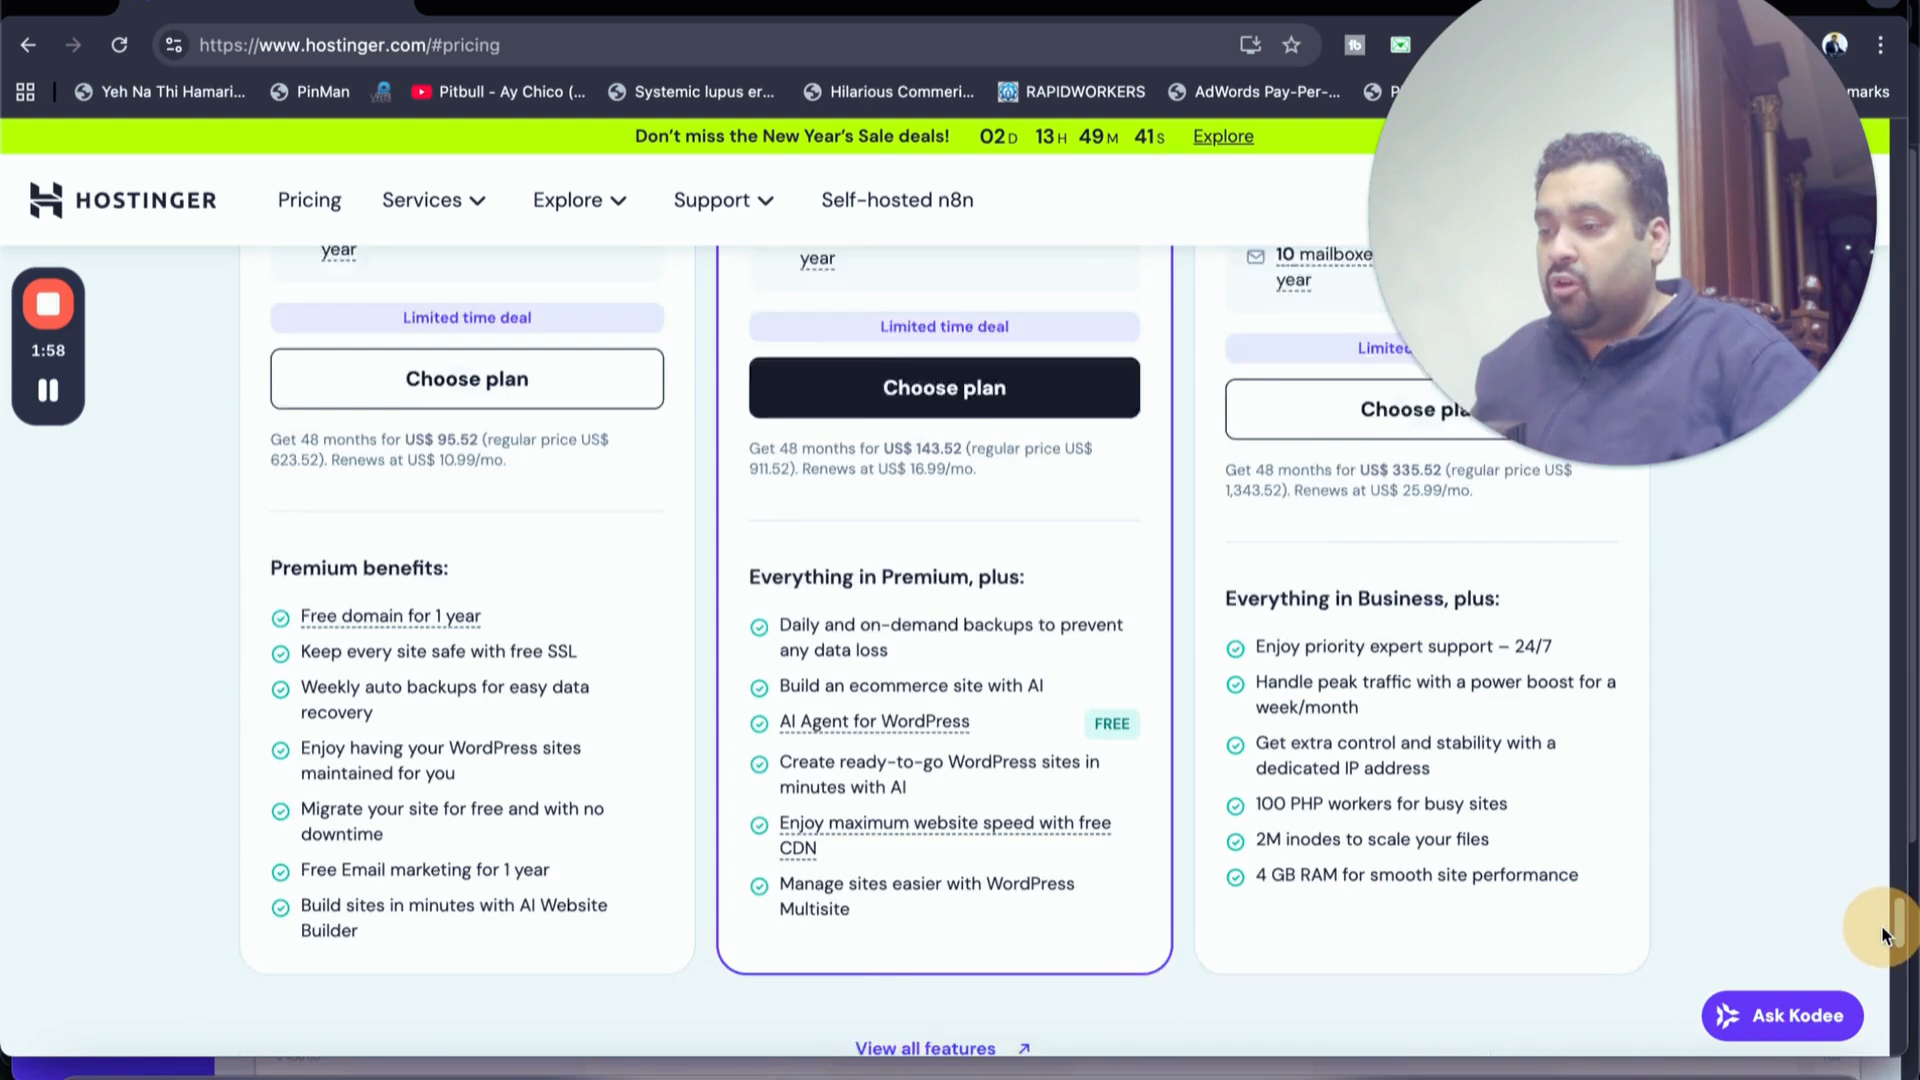 https://www.hostinger.com/#pricing
Yeh Na Thi Hamari...
PinMan
Pitbull - Ay Chico (...
Systemic lupus er...
Hilarious Commeri...
RAPIDWORKERS
AdWords Pay-Per-...
marks
Don't miss the New Year's Sale deals! 02D 13H 49M 41S Explore
HOSTINGER
Pricing
Services
Explore
Support
Self-hosted n8n
1:58
year
Limited time deal
Choose plan
Get 48 months for US$ 95.52 (regular price US$
623.52). Renews at US$ 10.99/mo.
Premium benefits:
Free domain for 1 year
Keep every site safe with free SSL
Weekly auto backups for easy data
recovery
Enjoy having your WordPress sites
maintained for you
Migrate your site for free and with no
downtime
Free Email marketing for 1 year
Build sites in minutes with AI Website
Builder
year
Limited time deal
Choose plan
Get 48 months for US$ 143.52 (regular price US$
911.52). Renews at US$ 16.99/mo.
Everything in Premium, plus:
Daily and on-demand backups to prevent
any data loss
Build an ecommerce site with AI
AI Agent for WordPress FREE
Create ready-to-go WordPress sites in
minutes with AI
Enjoy maximum website speed with free
CDN
Manage sites easier with WordPress
Multisite
10 mailboxe
year
Limited
Choose pla
Get 48 months for US$ 335.52 (regular price US$
1,343.52). Renews at US$ 25.99/mo.
Everything in Business, plus:
Enjoy priority expert support – 24/7
Handle peak traffic with a power boost for a
week/month
Get extra control and stability with a
dedicated IP address
100 PHP workers for busy sites
2M inodes to scale your files
4 GB RAM for smooth site performance
View all features
Ask Kodee